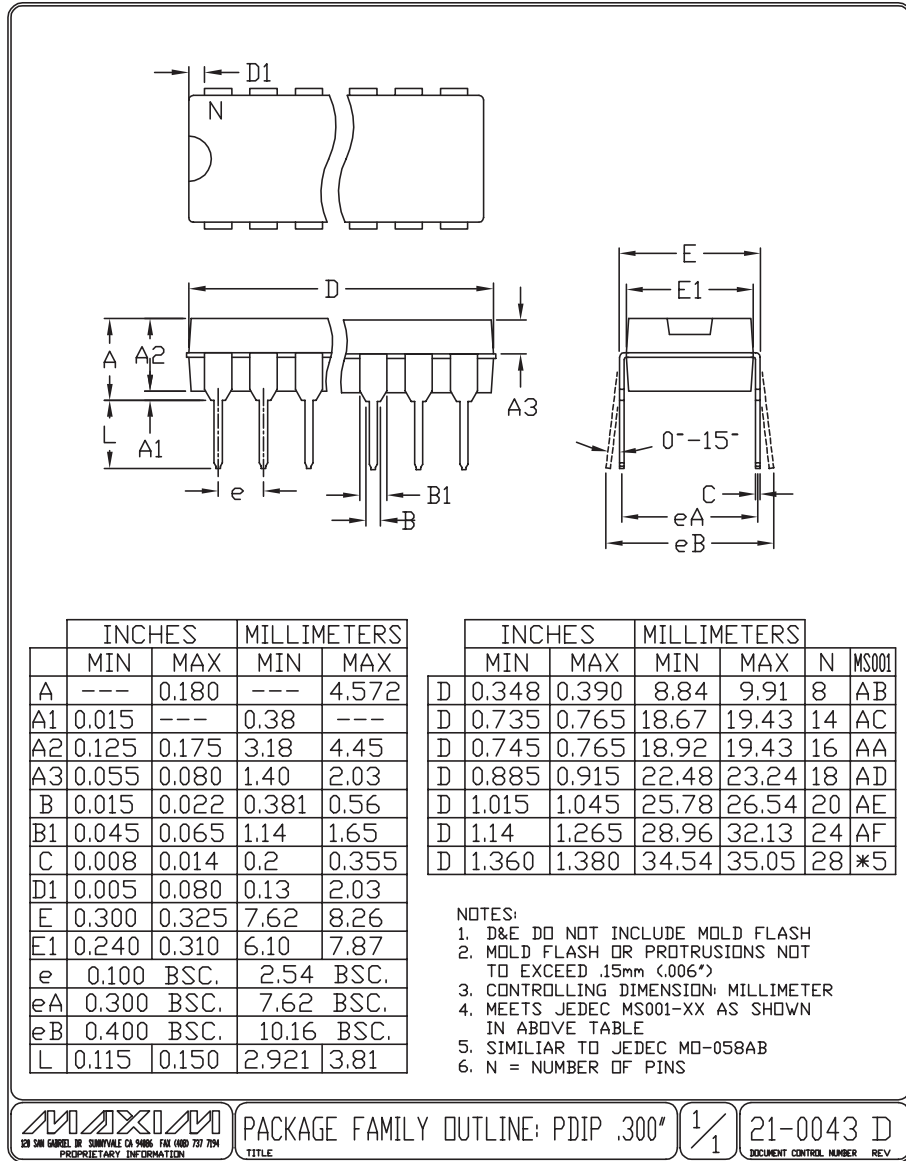 D1
N
E
E1
D
A
A2
A3
L
A1
0°-15°
e
B1
B
C
eA
eB
INCHES MILLIMETERS
MIN MAX MIN MAX
A --- 0.180 --- 4.572
A1 0.015 --- 0.38 ---
A2 0.125 0.175 3.18 4.45
A3 0.055 0.080 1.40 2.03
B 0.015 0.022 0.381 0.56
B1 0.045 0.065 1.14 1.65
C 0.008 0.014 0.2 0.355
D1 0.005 0.080 0.13 2.03
E 0.300 0.325 7.62 8.26
E1 0.240 0.310 6.10 7.87
e 0.100 BSC. 2.54 BSC.
eA 0.300 BSC. 7.62 BSC.
eB 0.400 BSC. 10.16 BSC.
L 0.115 0.150 2.921 3.81
INCHES MILLIMETERS
MIN MAX MIN MAX N MS001
D 0.348 0.390 8.84 9.91 8 AB
D 0.735 0.765 18.67 19.43 14 AC
D 0.745 0.765 18.92 19.43 16 AA
D 0.885 0.915 22.48 23.24 18 AD
D 1.015 1.045 25.78 26.54 20 AE
D 1.14 1.265 28.96 32.13 24 AF
D 1.360 1.380 34.54 35.05 28 *5
NOTES:
1. D&E DO NOT INCLUDE MOLD FLASH
2. MOLD FLASH OR PROTRUSIONS NOT
TO EXCEED .15mm (.006")
3. CONTROLLING DIMENSION: MILLIMETER
4. MEETS JEDEC MS001-XX AS SHOWN
IN ABOVE TABLE
5. SIMILIAR TO JEDEC MO-058AB
6. N = NUMBER OF PINS
MAXIM
120 SAN GABRIEL DR SUNNYVALE CA 94086 FAX (408) 737 7194
PROPRIETARY INFORMATION
PACKAGE FAMILY OUTLINE: PDIP .300"
TITLE
1/1
21-0043 D
DOCUMENT CONTROL NUMBER REV